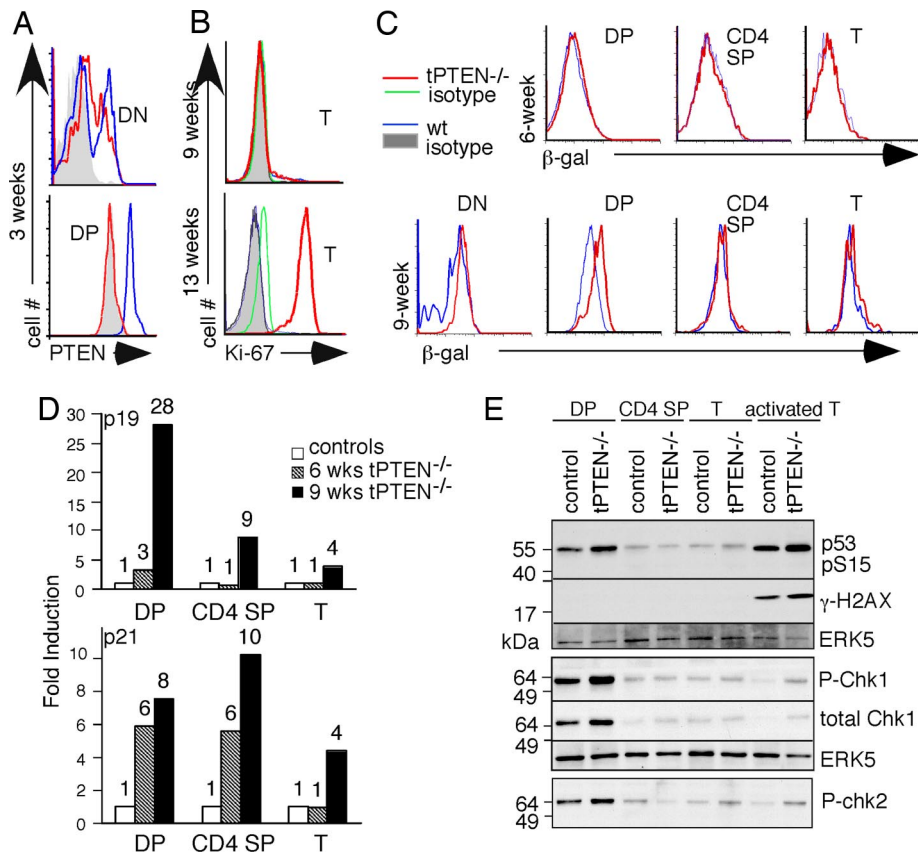 A
3 weeks
cell #
DN
DP
PTEN
B
9 weeks
13 weeks
cell #
T
T
Ki-67
C
tPTEN-/-
isotype
wt
isotype
6-week
DP
CD4
SP
T
β-gal
9-week
DN
DP
CD4
SP
T
β-gal
D
Fold Induction
p19
30
25
20
15
10
5
0
1 3 28
1 1 9
1 1 4
DP CD4 SP T
controls
6 wks tPTEN-/-
9 wks tPTEN-/-
p21
10
8
6
4
2
0
1 6 8
1 6 10
1 1 4
DP CD4 SP T
E
DP CD4 SP T activated T
control tPTEN-/- control tPTEN-/- control tPTEN-/- control tPTEN-/-
55
40
p53
pS15
17
γ-H2AX
kDa
ERK5
64
49
P-Chk1
64
total Chk1
49
ERK5
64
49
P-chk2